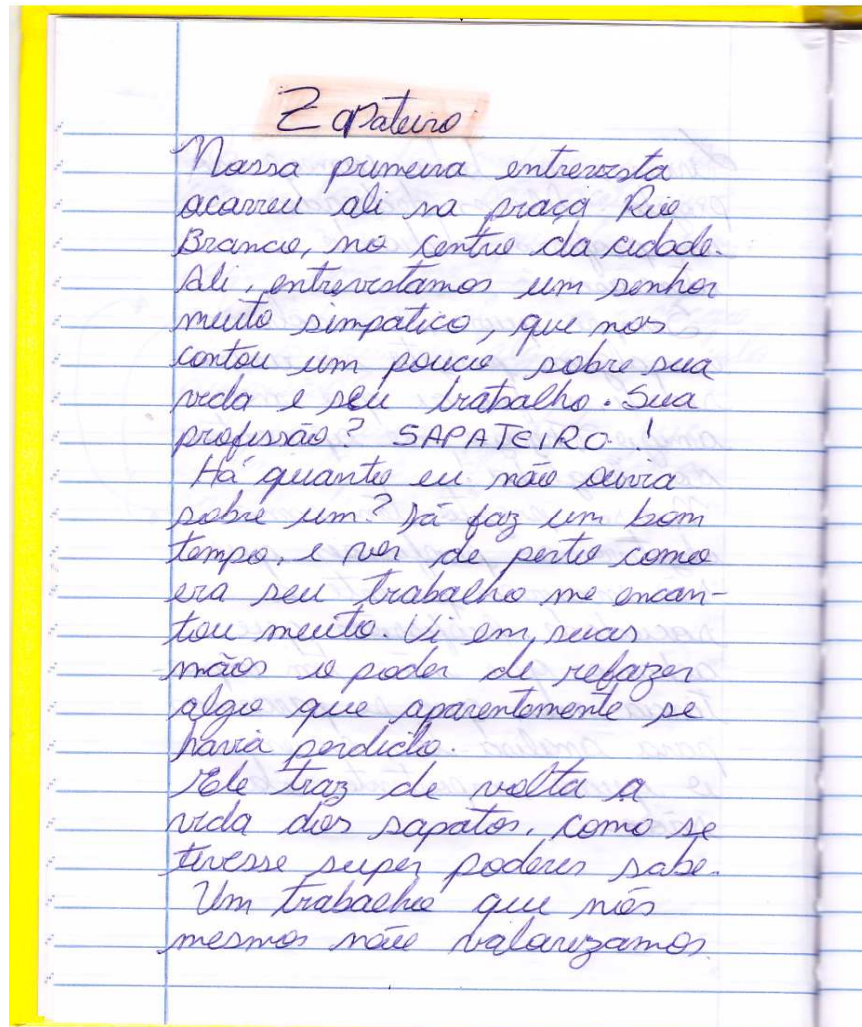 Zapateiro
Nossa primeira entrevista
ocorreu ali na praça Rio
Branco, no centro da cidade.
Ali, entrevistamos um senhor
muito simpatico, que nos
contou um pouco sobre sua
vida e seu trabalho. Sua
profissão? SAPATEIRO!
Há quanto eu não ouvia
sobre um? Já faz um bom
tempo, e ver de perto como
era seu trabalho me encan-
tou muito. Vi em suas
mãos o poder de refazer
algo que aparentemente se
havia perdido.
Ele traz de volta a
vida dos sapatos, como se
tivesse super poderes sabe.
Um trabalho que nós
mesmos não valorizamos.